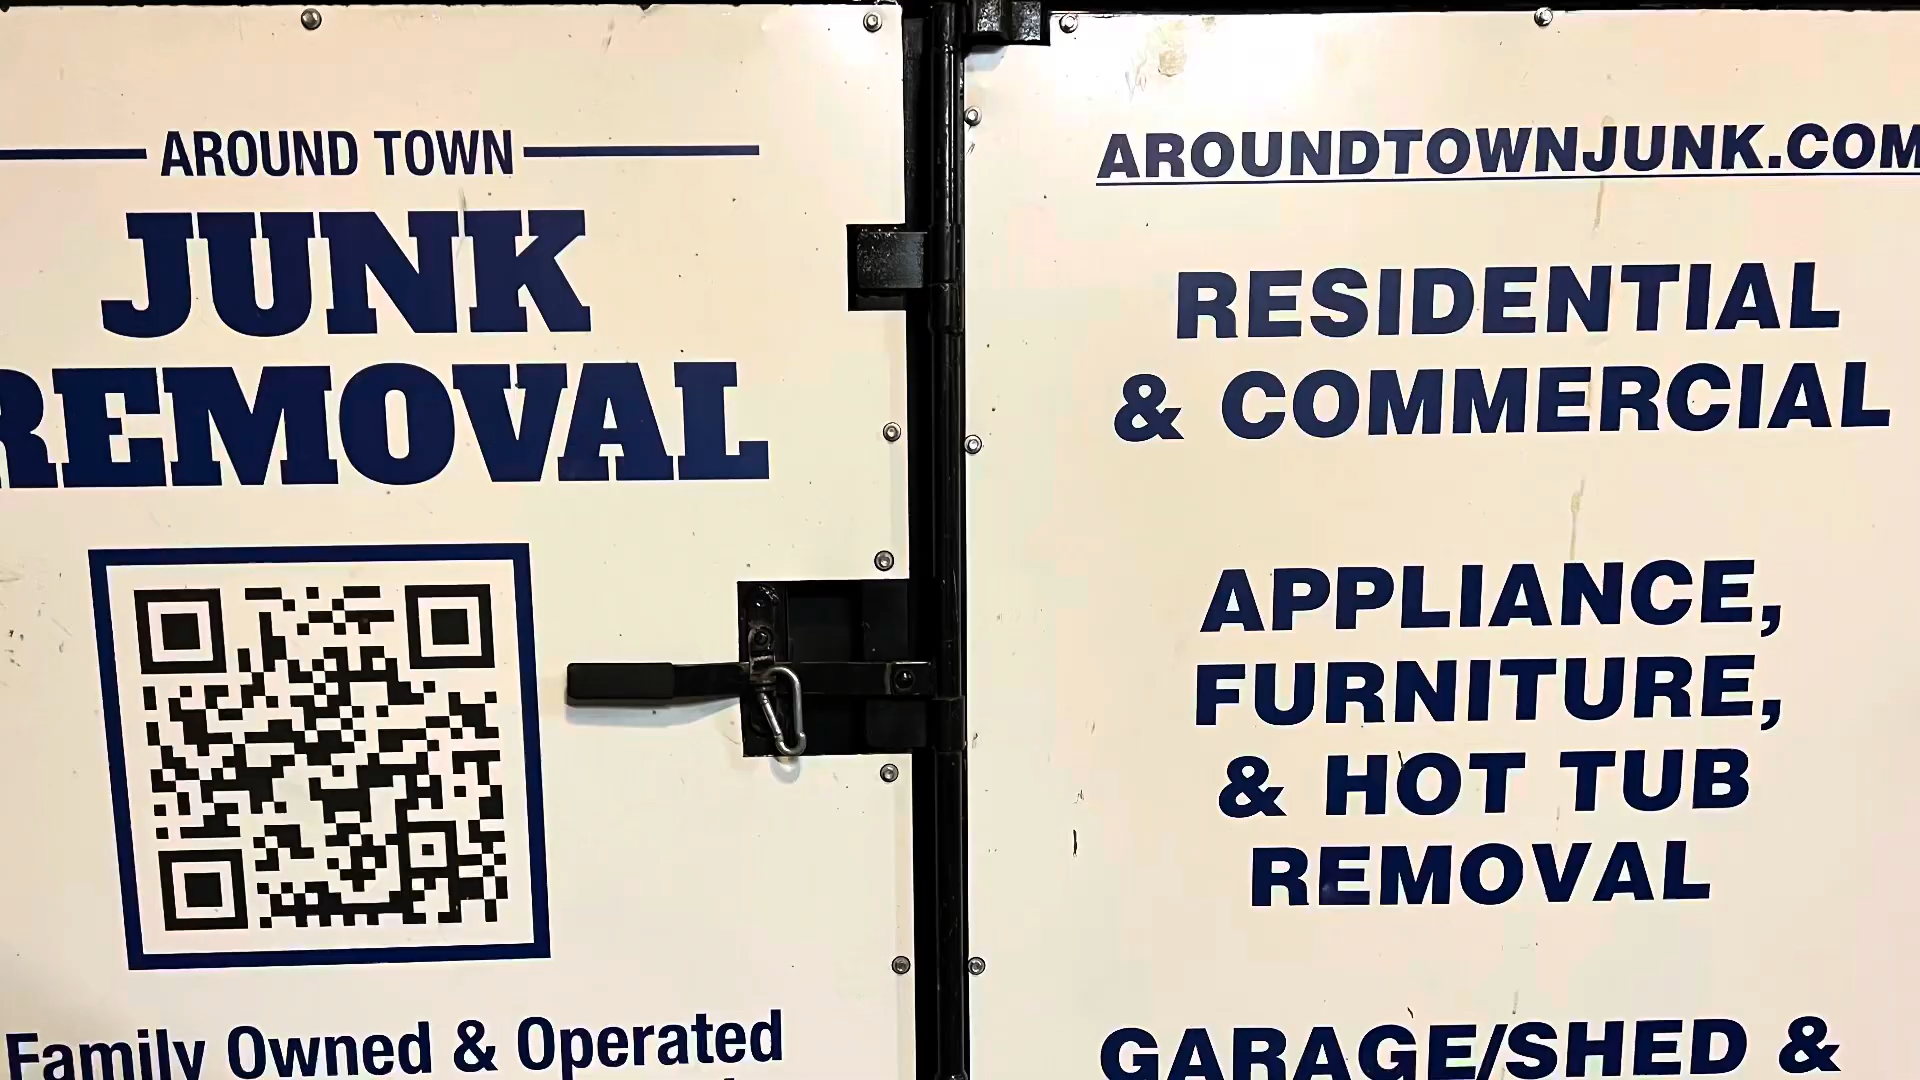 AROUND TOWN
JUNK
REMOVAL
Family Owned & Operated
AROUNDTOWNJUNK.COM
RESIDENTIAL
& COMMERCIAL
APPLIANCE,
FURNITURE,
& HOT TUB
REMOVAL
GARAGE/SHED &